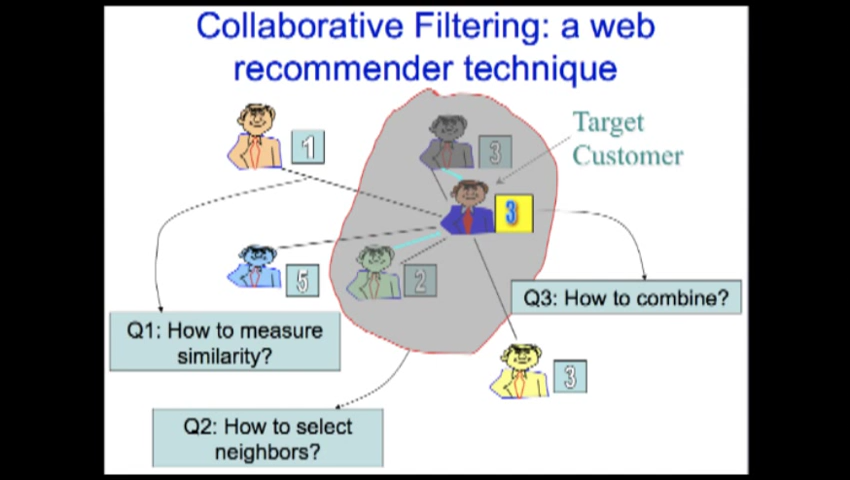 Collaborative Filtering: a web
recommender technique
1
3
Target
Customer
3
5
2
Q3: How to combine?
Q1: How to measure
similarity?
3
Q2: How to select
neighbors?